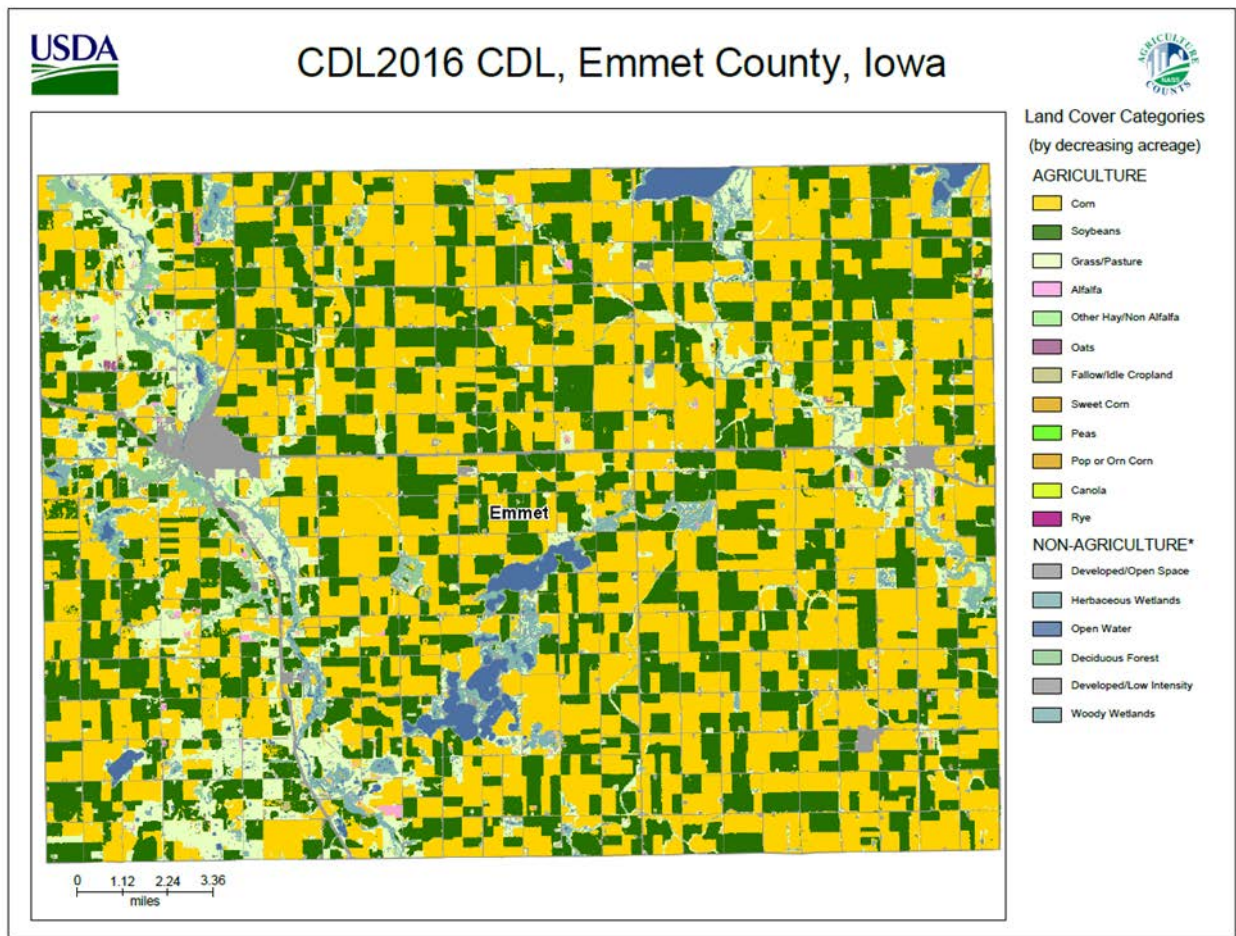 USDA
CDL2016 CDL, Emmet County, Iowa
AGRICULTURE
NASS
COUNTS
Land Cover Categories
(by decreasing acreage)
AGRICULTURE
Corn
Soybeans
Grass/Pasture
Alfalfa
Other Hay/Non Alfalfa
Oats
Fallow/Idle Cropland
Sweet Corn
Peas
Pop or Orn Corn
Canola
Rye
NON-AGRICULTURE*
Developed/Open Space
Herbaceous Wetlands
Open Water
Deciduous Forest
Developed/Low Intensity
Woody Wetlands
Emmet
0 1.12 2.24 3.36
miles